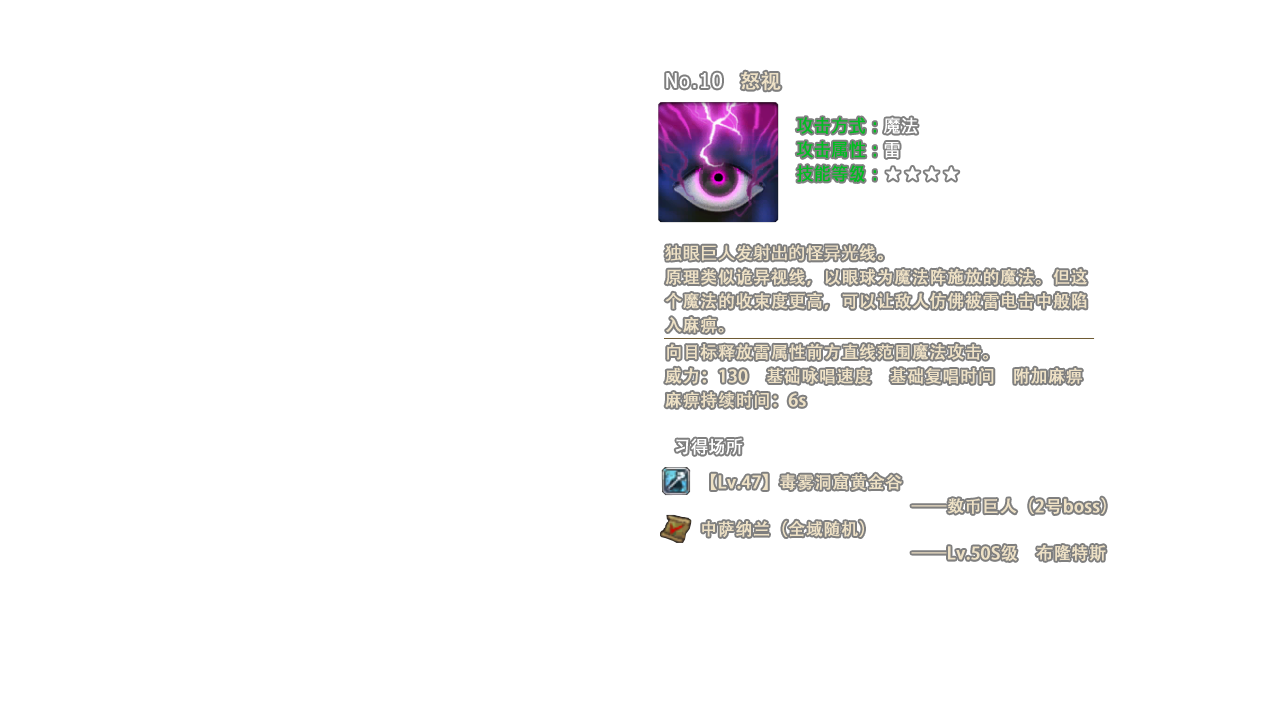 No.10 怒视
攻击方式：魔法
攻击属性：雷
技能等级：☆☆☆☆
独眼巨人发射出的怪异光线。
原理类似诡异视线，以眼球为魔法阵施放的魔法。但这
个魔法的收束度更高，可以让敌人仿佛被雷电击中般陷
入麻痹。
向目标释放雷属性前方直线范围魔法攻击。
威力：130 基础咏唱速度 基础复唱时间 附加麻痹
麻痹持续时间：6s
习得场所
【Lv.47】毒雾洞窟黄金谷
——数币巨人（2号boss）
中萨纳兰（全域随机）
——Lv.50S级 布隆特斯